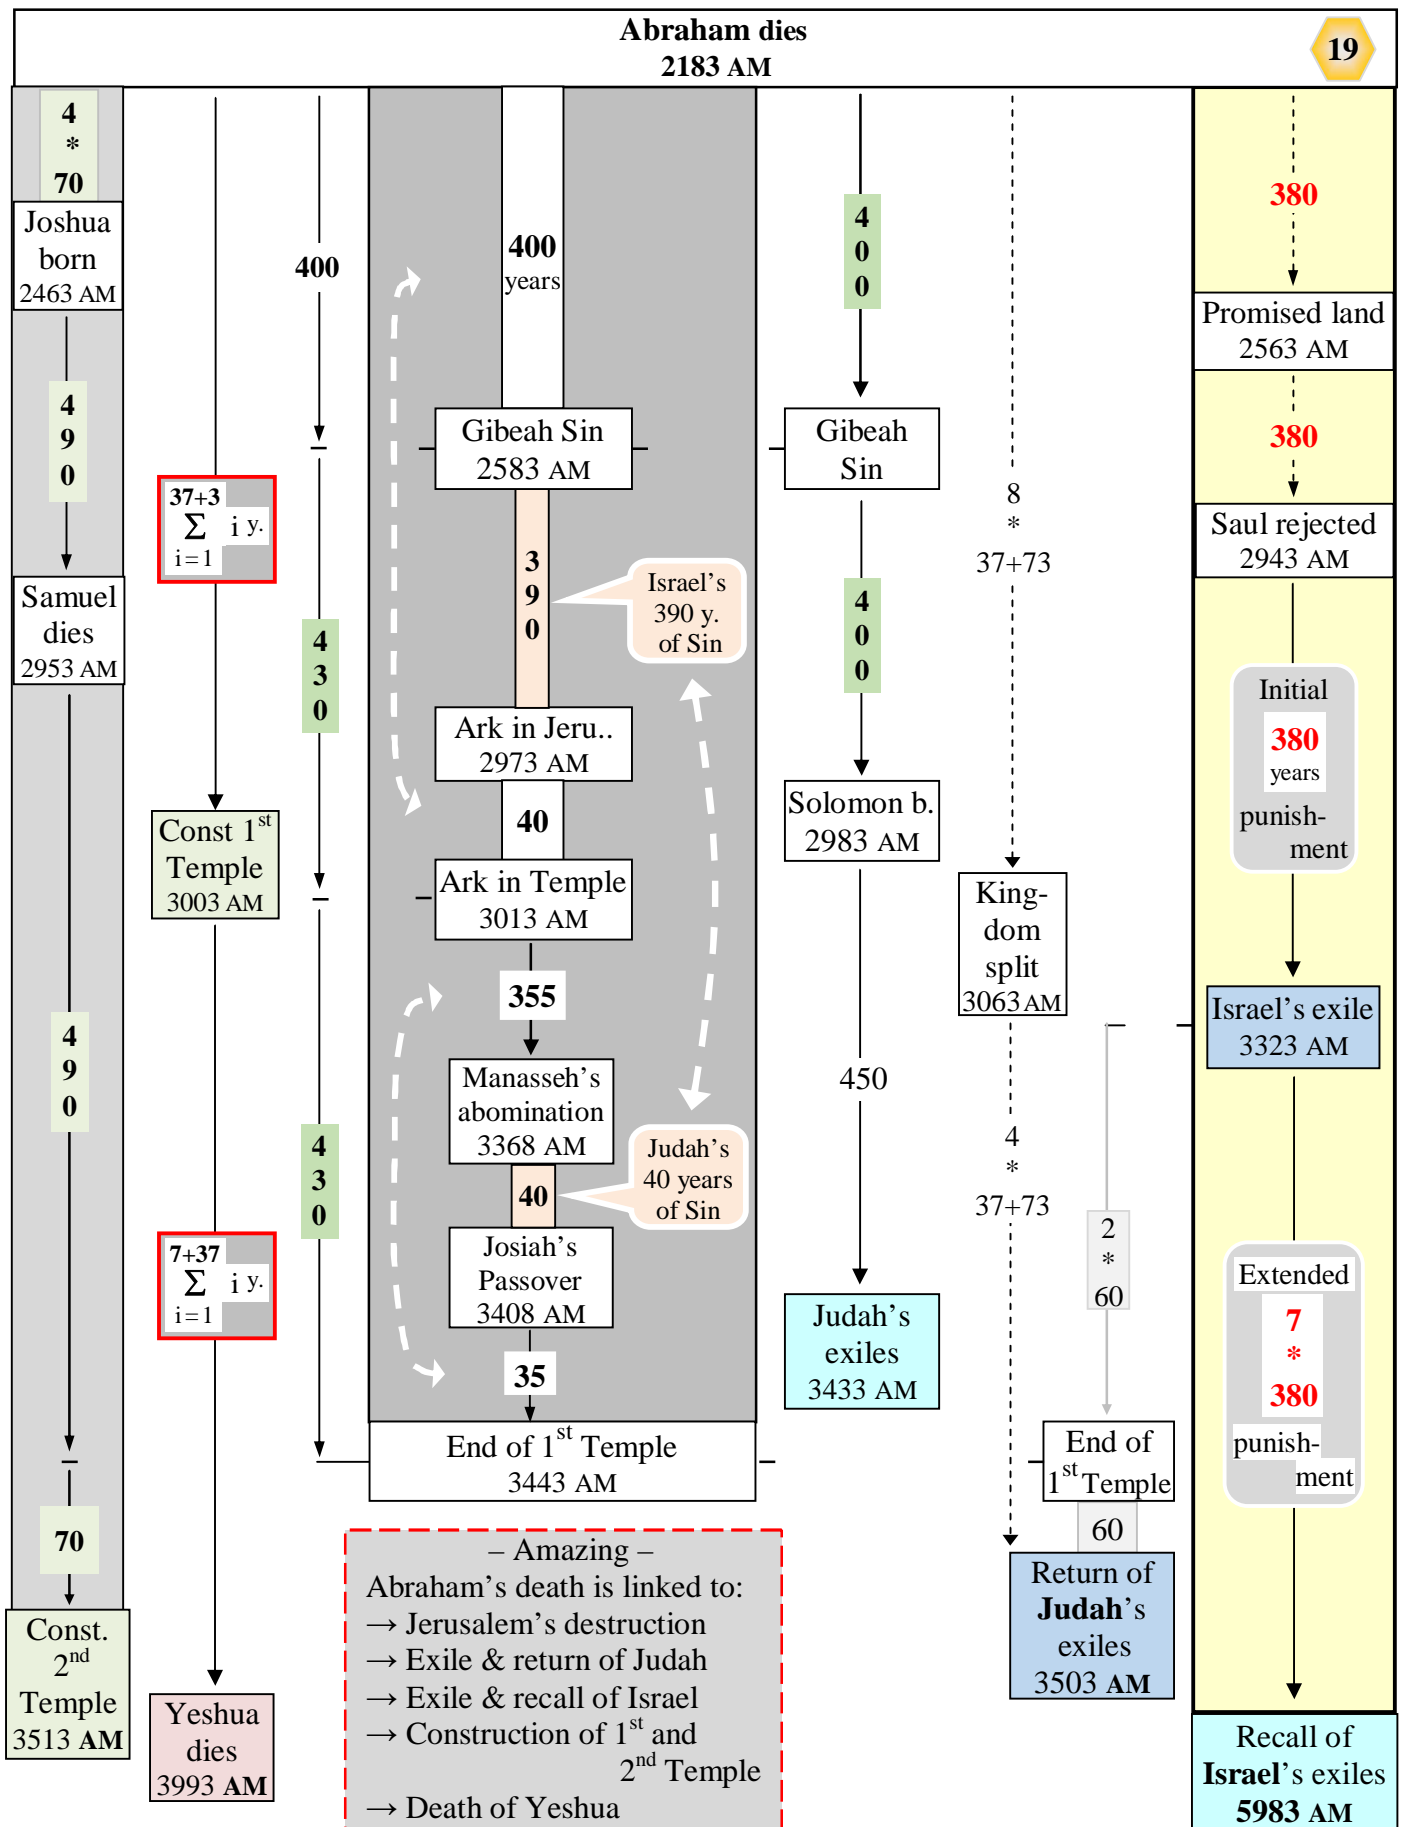 Abraham dies
2183 AM
19
4
*
70
Joshua
born
2463 AM
4
9
0
Samuel
dies
2953 AM
4
9
0
70
Const.
2nd
Temple
3513 AM
37+3
Σ i y.
i=1
Const 1st
Temple
3003 AM
7+37
Σ i y.
i=1
Yeshua
dies
3993 AM
400
4
3
0
4
3
0
400
years
Gibeah Sin
2583 AM
3
9
0
Israel’s
390 y.
of Sin
Ark in Jeru..
2973 AM
40
Ark in Temple
3013 AM
355
Manasseh’s
abomination
3368 AM
40
Judah’s
40 years
of Sin
Josiah’s
Passover
3408 AM
35
End of 1st Temple
3443 AM
– Amazing –
Abraham’s death is linked to:
→ Jerusalem’s destruction
→ Exile & return of Judah
→ Exile & recall of Israel
→ Construction of 1st and
2nd Temple
→ Death of Yeshua
4
0
0
Gibeah
Sin
4
0
0
Solomon b.
2983 AM
450
Judah’s
exiles
3433 AM
8
*
37+73
King-
dom
split
3063 AM
4
*
37+73
2
*
60
End of
1st Temple
60
Return of
Judah’s
exiles
3503 AM
380
Promised land
2563 AM
380
Saul rejected
2943 AM
Initial
380
years
punish-
ment
Israel’s exile
3323 AM
Extended
7
*
380
punish-
ment
Recall of
Israel’s exiles
5983 AM